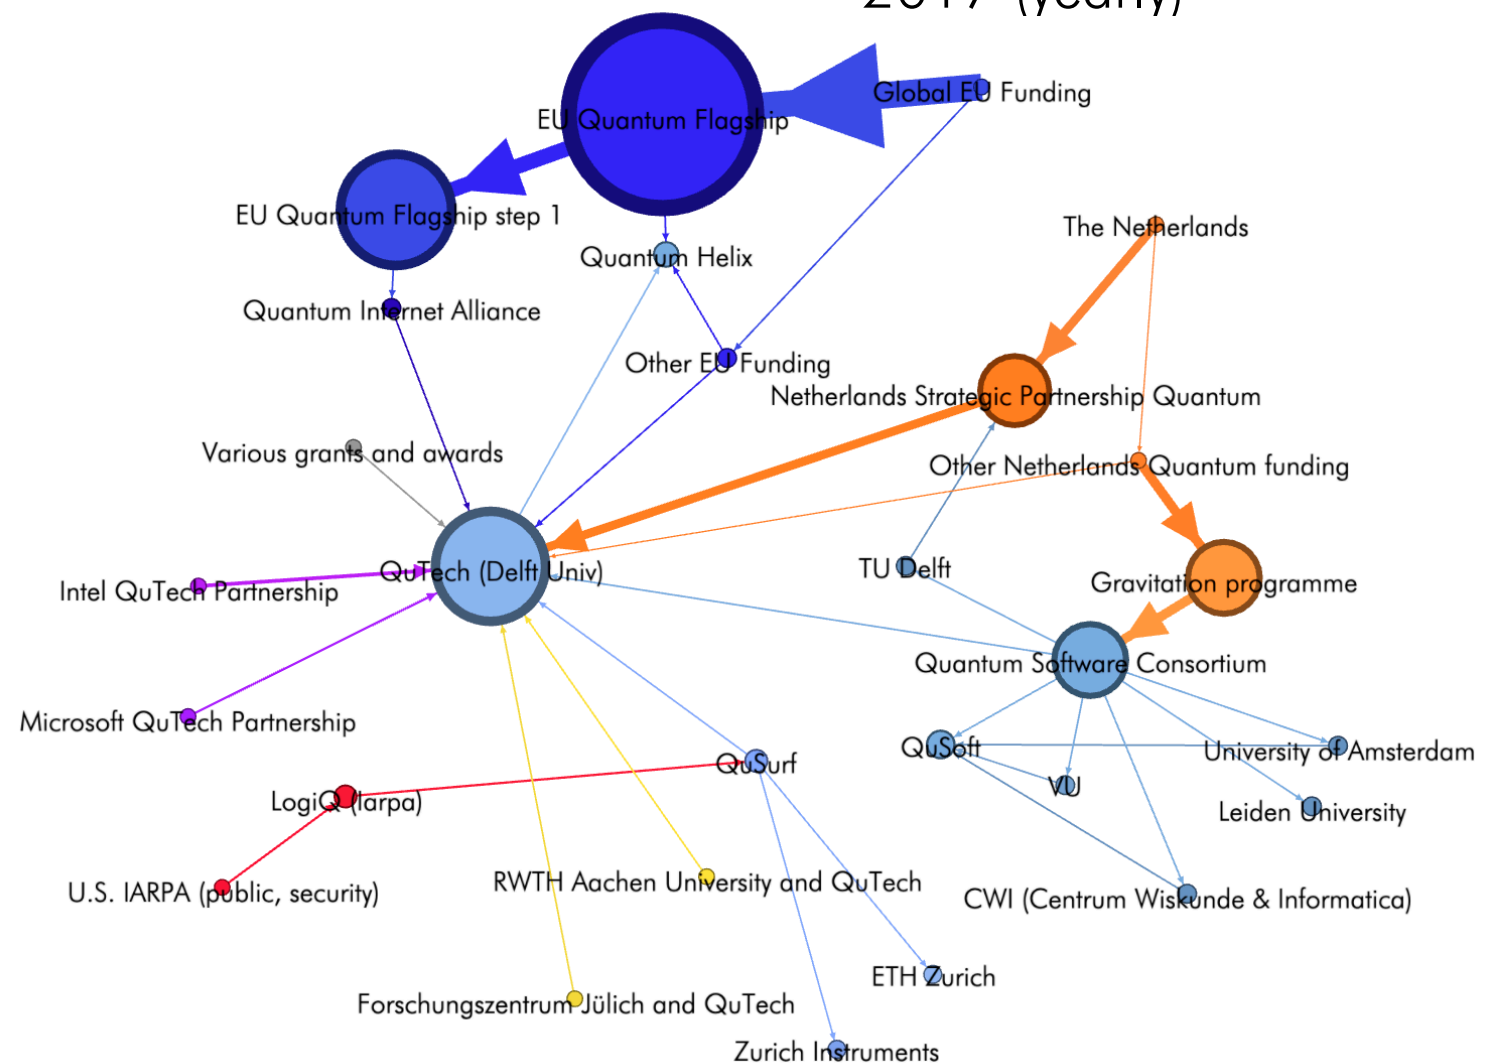 2017 (yearly)
Global EU Funding
EU Quantum Flagship
EU Quantum Flagship step 1
The Netherlands
Quantum Helix
Quantum Internet Alliance
Other EU Funding
Netherlands Strategic Partnership Quantum
Various grants and awards
Other Netherlands Quantum funding
QuTech (Delft Univ)
TU Delft
Intel QuTech Partnership
Gravitation programme
Quantum Software Consortium
Microsoft QuTech Partnership
QuSoft
University of Amsterdam
QuSurf
VU
LogiQ (Iarpa)
Leiden University
RWTH Aachen University and QuTech
U.S. IARPA (public, security)
CWI (Centrum Wiskunde & Informatica)
ETH Zurich
Forschungszentrum Jülich and QuTech
Zurich Instruments